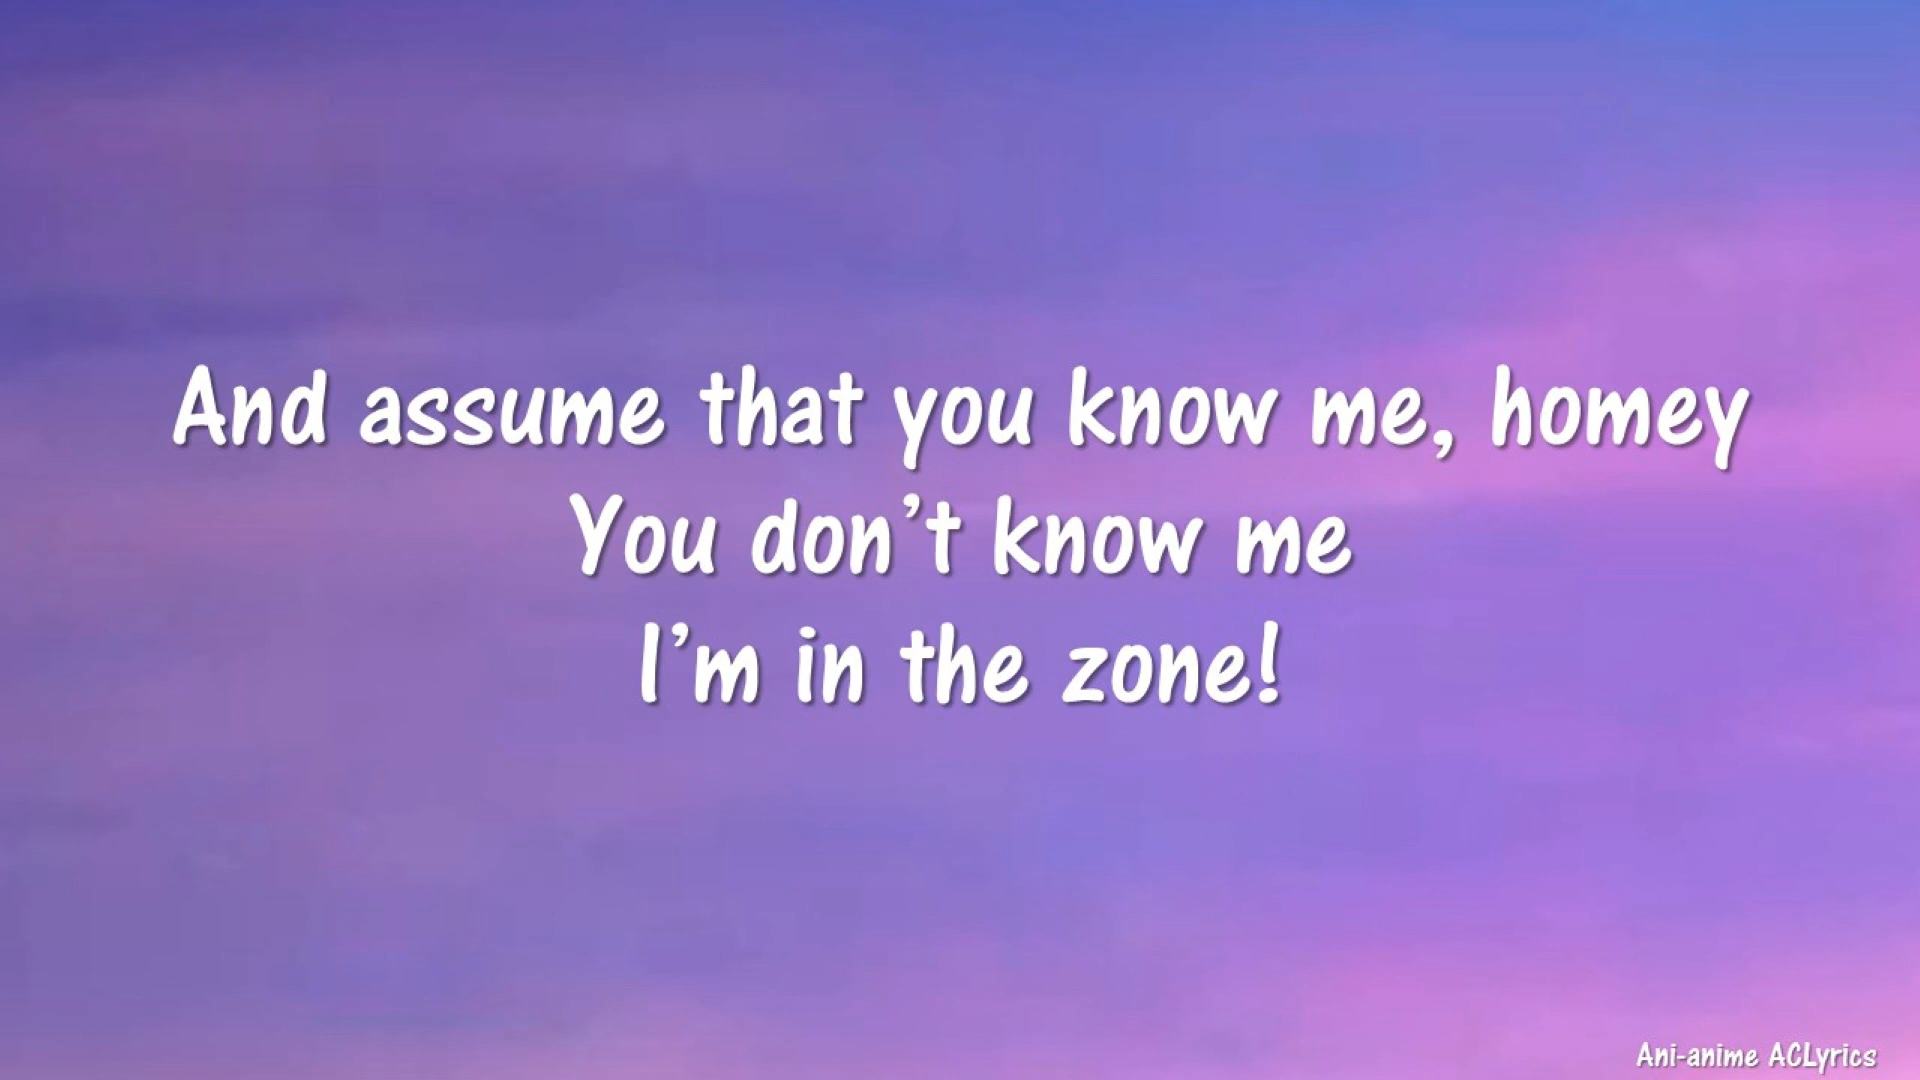 And assume that you know me, homey
You don’t know me
I’m in the zone!
Ani-anime ACLyrics